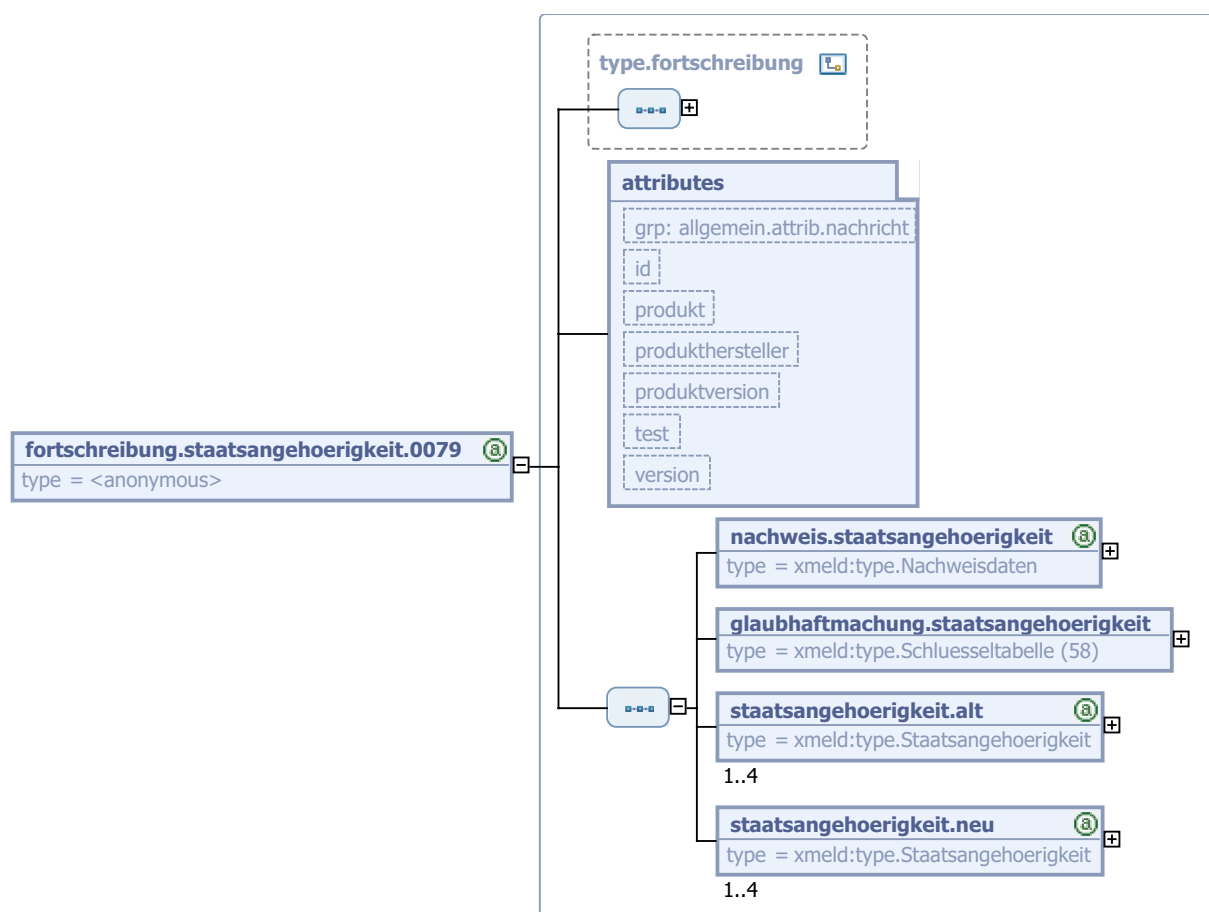 type.fortschreibung
attributes
grp: allgemein.attrib.nachricht
id
produkt
produkthersteller
produktversion
test
version
fortschreibung.staatsangehoerigkeit.0079
type = <anonymous>
nachweis.staatsangehoerigkeit
type = xmeld:type.Nachweisdaten
glaubhaftmachung.staatsangehoerigkeit
type = xmeld:type.Schluesseltabelle (58)
staatsangehoerigkeit.alt
type = xmeld:type.Staatsangehoerigkeit
1..4
staatsangehoerigkeit.neu
type = xmeld:type.Staatsangehoerigkeit
1..4